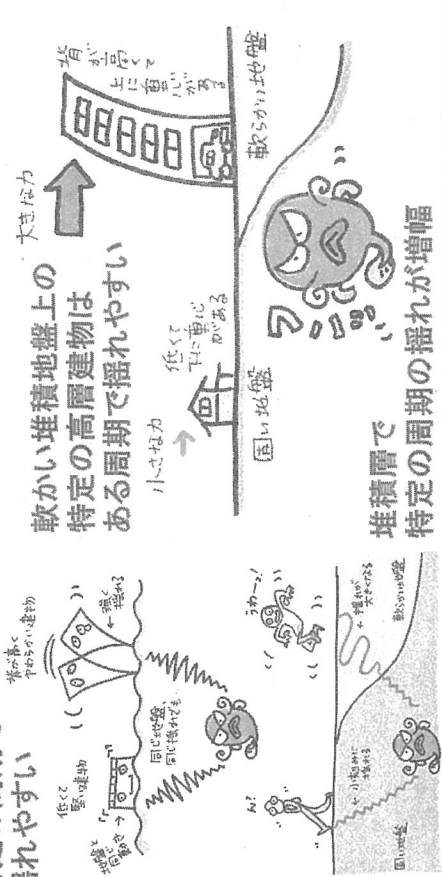 揺れやすい
背が高く
やわらかい建物
低くて
堅い建物
地盤と
同じ
動き
同じ地盤、
同じ揺れでも
強く
揺れる
ん?
うわーっ!
小刻みに
揺れる
揺れが
大きくなる
固い地盤
軟らかい地盤
軟かい堆積地盤上の
特定の高層建物は
ある周期で揺れやすい
大きな力
背が高くて
上に重心がある
小さな力
低くて
下に重心
がある
固い地盤
軟らかい地盤
堆積層で
特定の周期の揺れが増幅